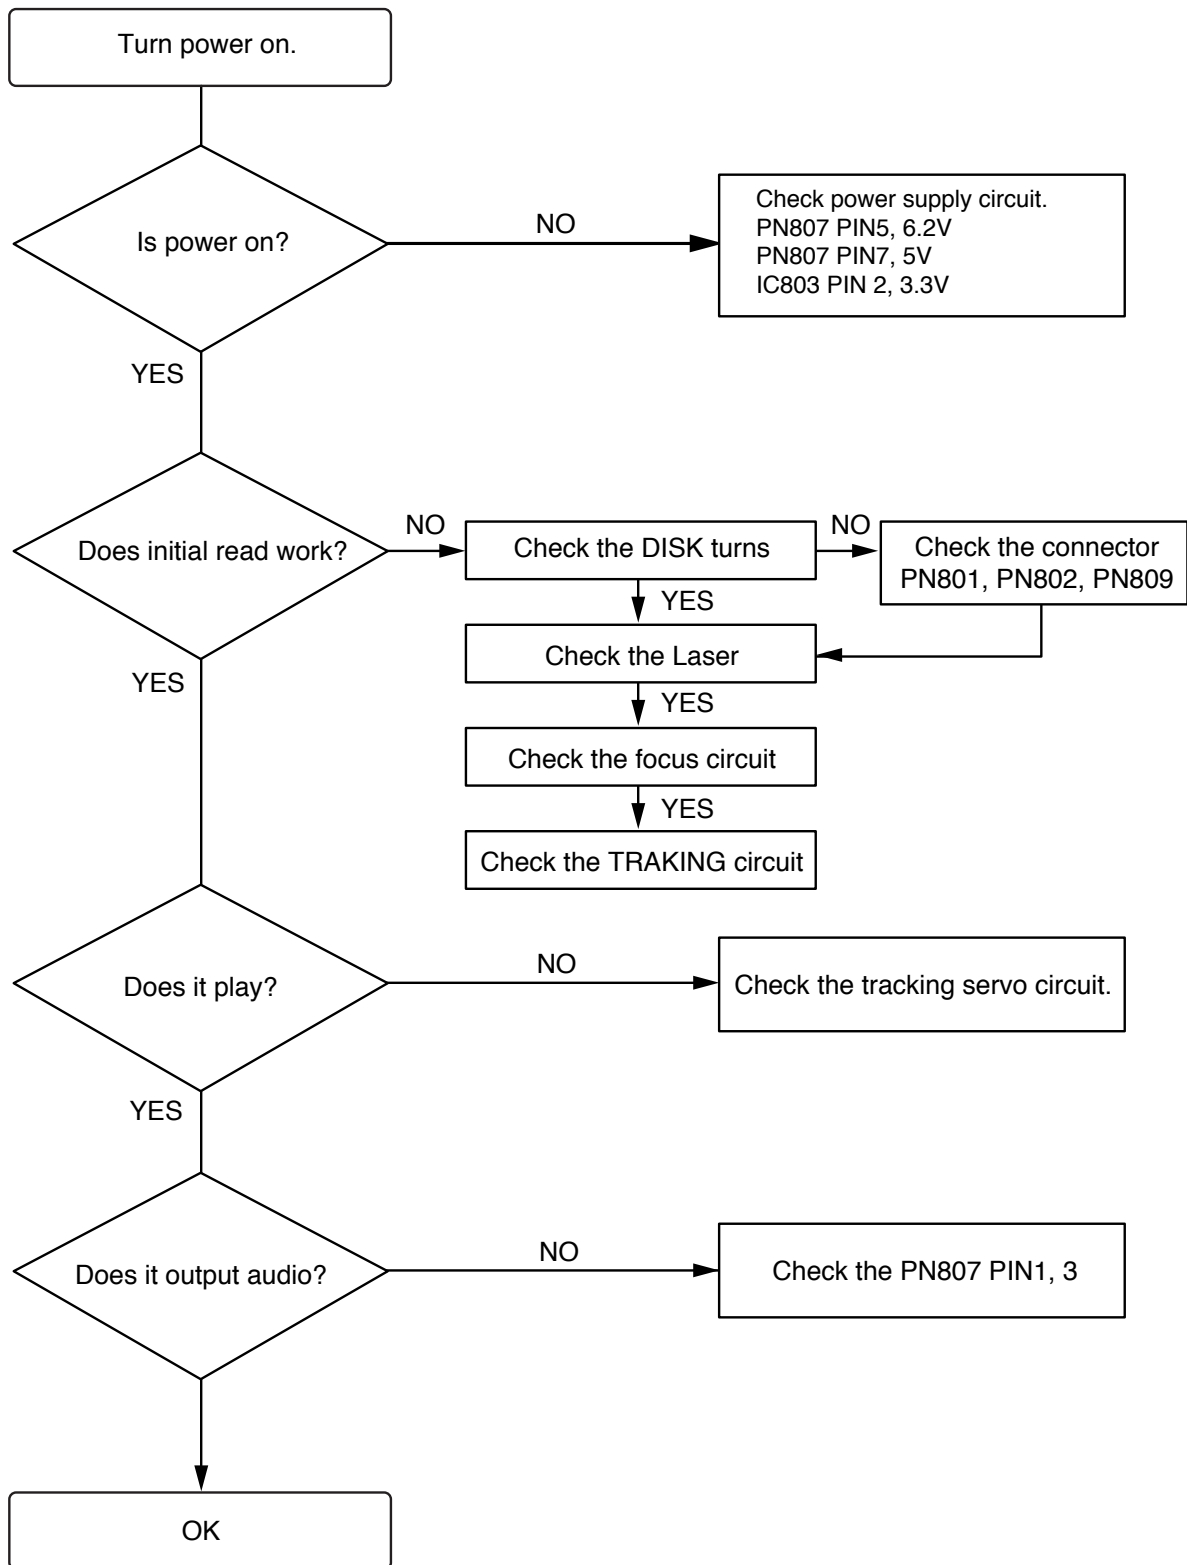 Turn power on.
Is power on?
NO
Check power supply circuit.
PN807 PIN5, 6.2V
PN807 PIN7, 5V
IC803 PIN 2, 3.3V
YES
Does initial read work?
NO
Check the DISK turns
NO
Check the connector
PN801, PN802, PN809
YES
Check the Laser
YES
Check the focus circuit
YES
Check the TRAKING circuit
YES
Does it play?
NO
Check the tracking servo circuit.
YES
Does it output audio?
NO
Check the PN807 PIN1, 3
OK